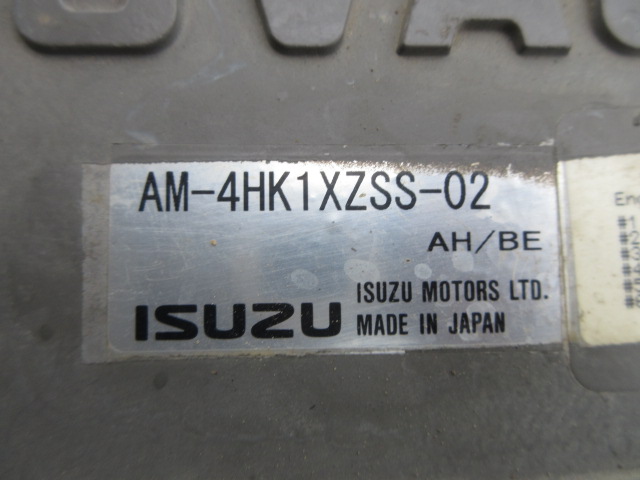 AM-4HK1XZSS-02
AH/BE
ISUZU
ISUZU MOTORS LTD.
MADE IN JAPAN